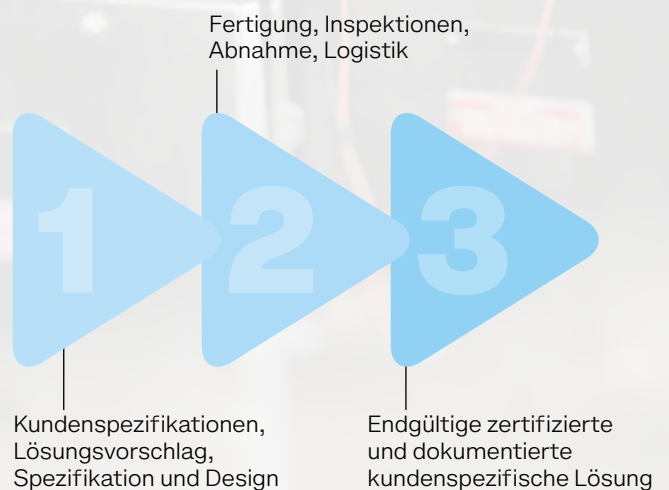 Fertigung, Inspektionen,
Abnahme, Logistik
1
2
3
Kundenspezifikationen,
Lösungsvorschlag,
Spezifikation und Design
Endgültige zertifizierte
und dokumentierte
kundenspezifische Lösung